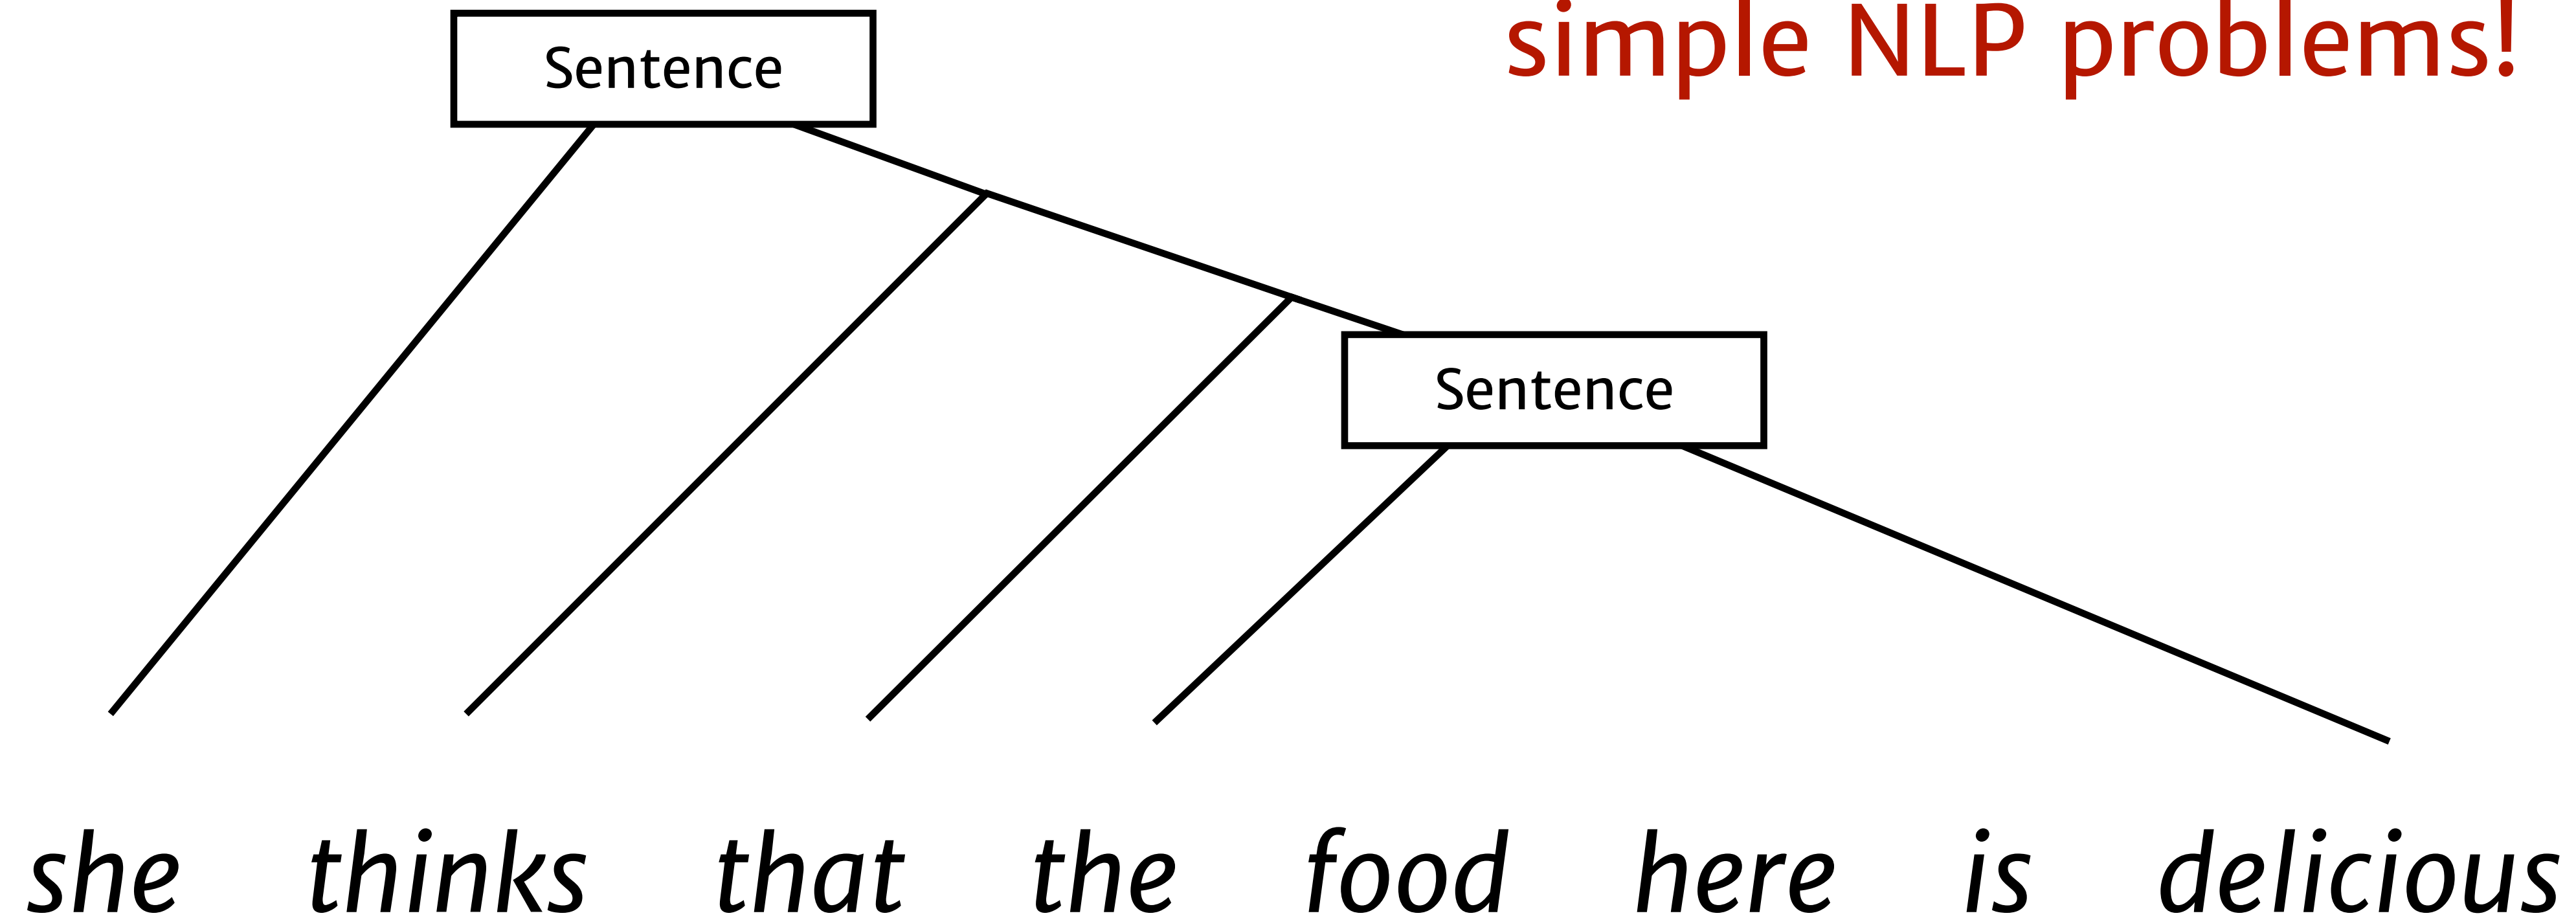 simple NLP problems!
Sentence
Sentence
she thinks that the food here is delicious